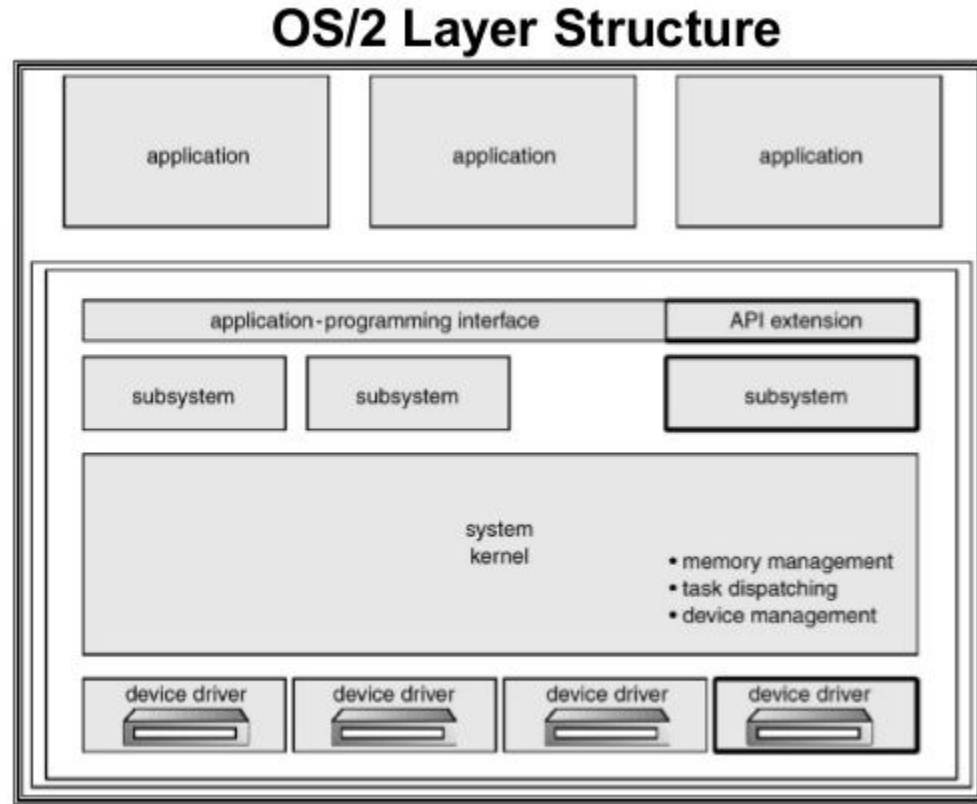 OS/2 Layer Structure
application
application
application
application-programming interface
API extension
subsystem
subsystem
subsystem
system
kernel
• memory management
• task dispatching
• device management
device driver
device driver
device driver
device driver